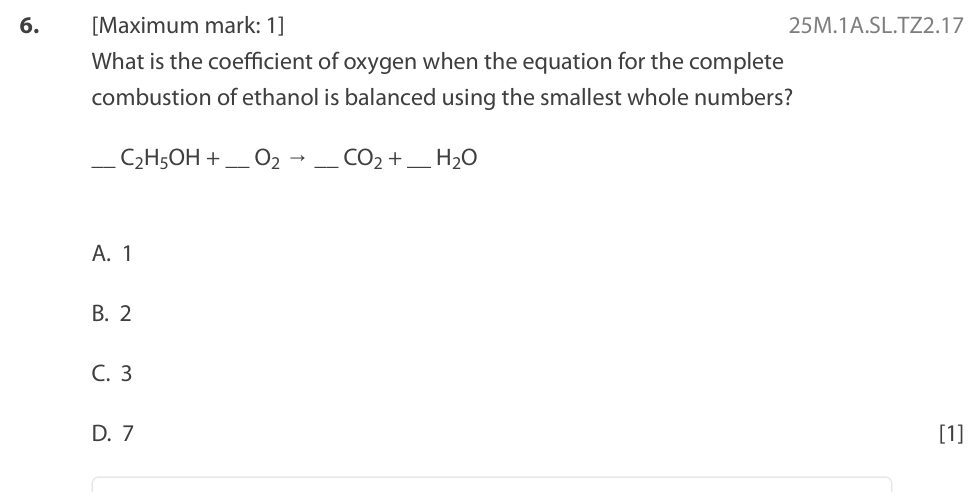 6. [Maximum mark: 1] 25M.1A.SL.TZ2.17
What is the coefficient of oxygen when the equation for the complete
combustion of ethanol is balanced using the smallest whole numbers?
__ C₂H₅OH + __ O₂ → __ CO₂ + __ H₂O
A. 1
B. 2
C. 3
D. 7 [1]